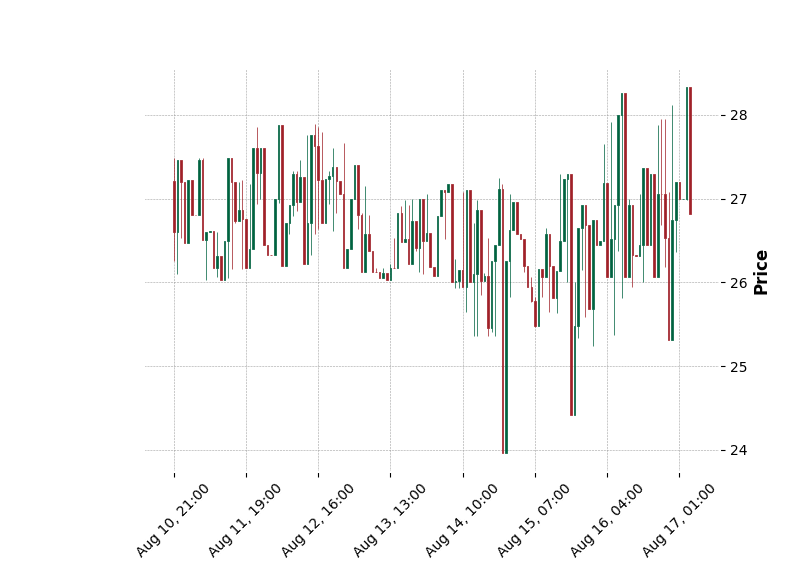 28
27
26
25
24
Price
Aug 10, 21:00
Aug 11, 19:00
Aug 12, 16:00
Aug 13, 13:00
Aug 14, 10:00
Aug 15, 07:00
Aug 16, 04:00
Aug 17, 01:00